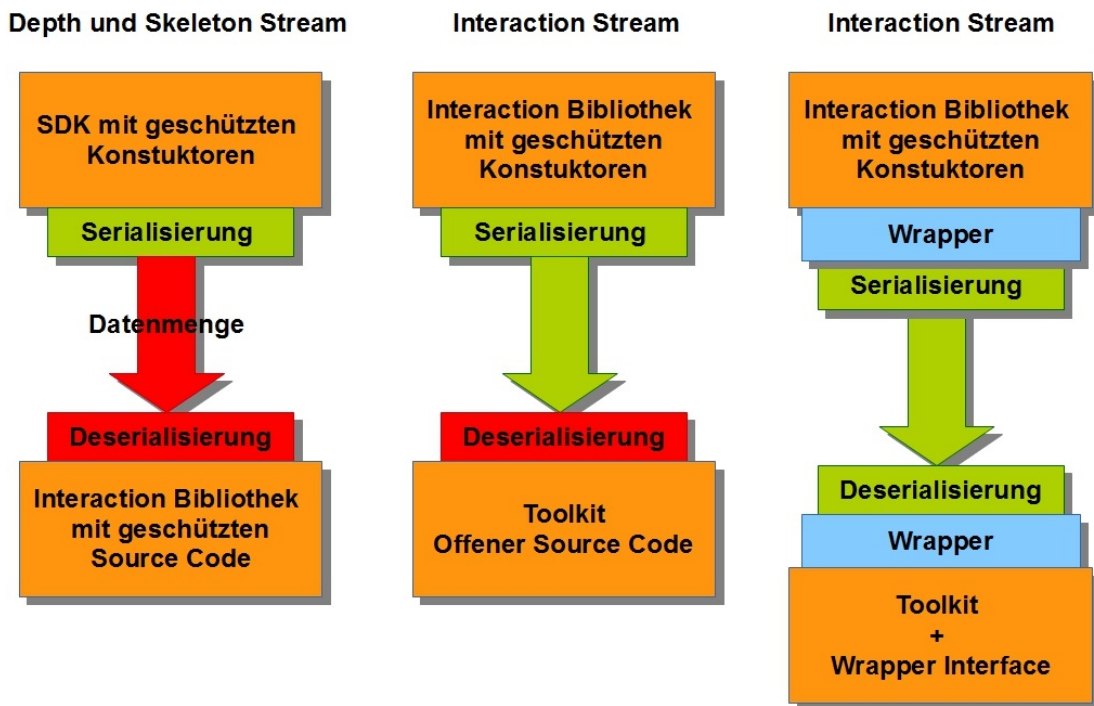 Depth und Skeleton Stream
SDK mit geschützten
Konstuktoren
Serialisierung
Datenmenge
Deserialisierung
Interaction Bibliothek
mit geschützten
Source Code
Interaction Stream
Interaction Bibliothek
mit geschützten
Konstuktoren
Serialisierung
Deserialisierung
Toolkit
Offener Source Code
Interaction Stream
Interaction Bibliothek
mit geschützten
Konstuktoren
Wrapper
Serialisierung
Deserialisierung
Wrapper
Toolkit
+
Wrapper Interface